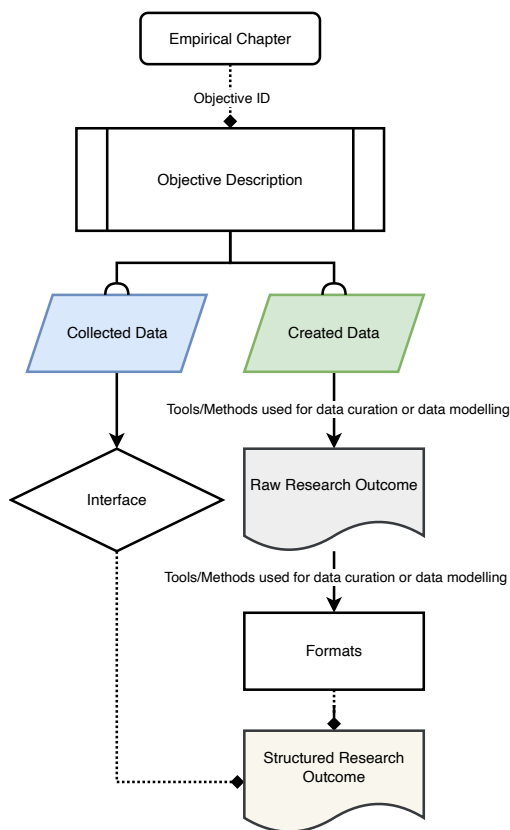 Empirical Chapter
Objective ID
Objective Description
Collected Data
Created Data
Tools/Methods used for data curation or data modelling
Interface
Raw Research Outcome
Tools/Methods used for data curation or data modelling
Formats
Structured Research
Outcome